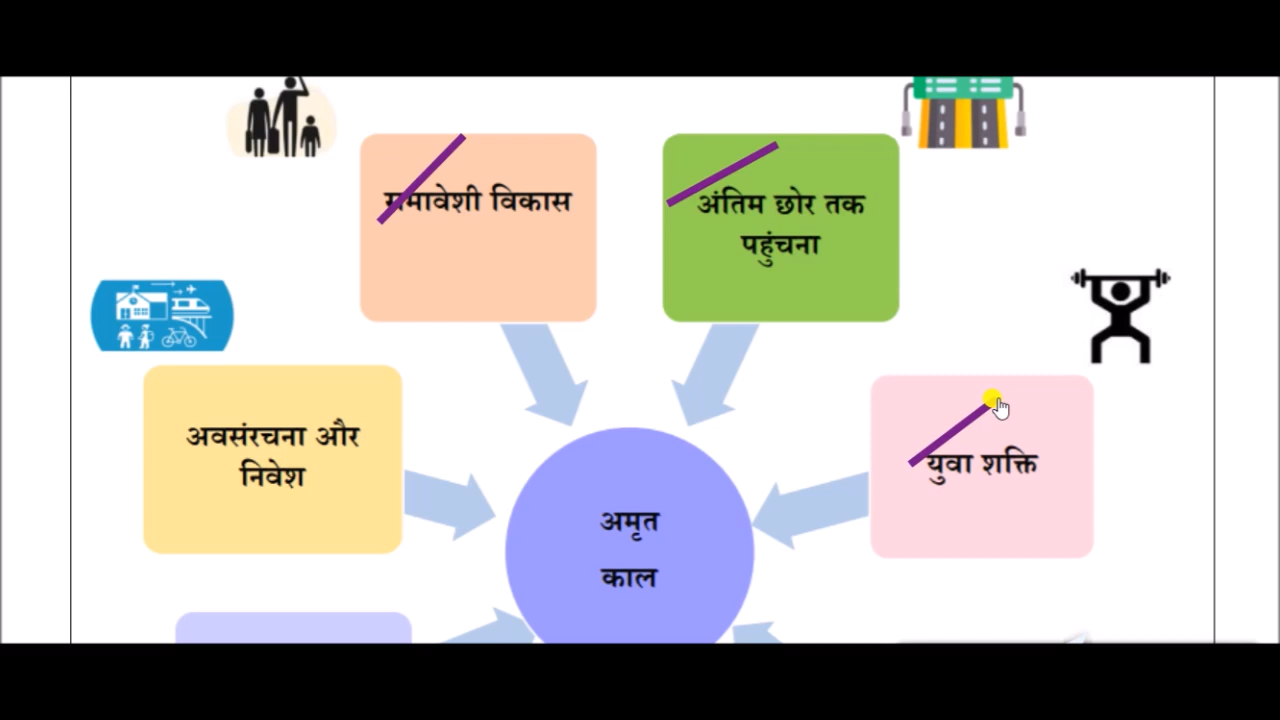 समावेशी विकास
अंतिम छोर तक
पहुंचना
अवसंरचना और
निवेश
युवा शक्ति
अमृत
काल